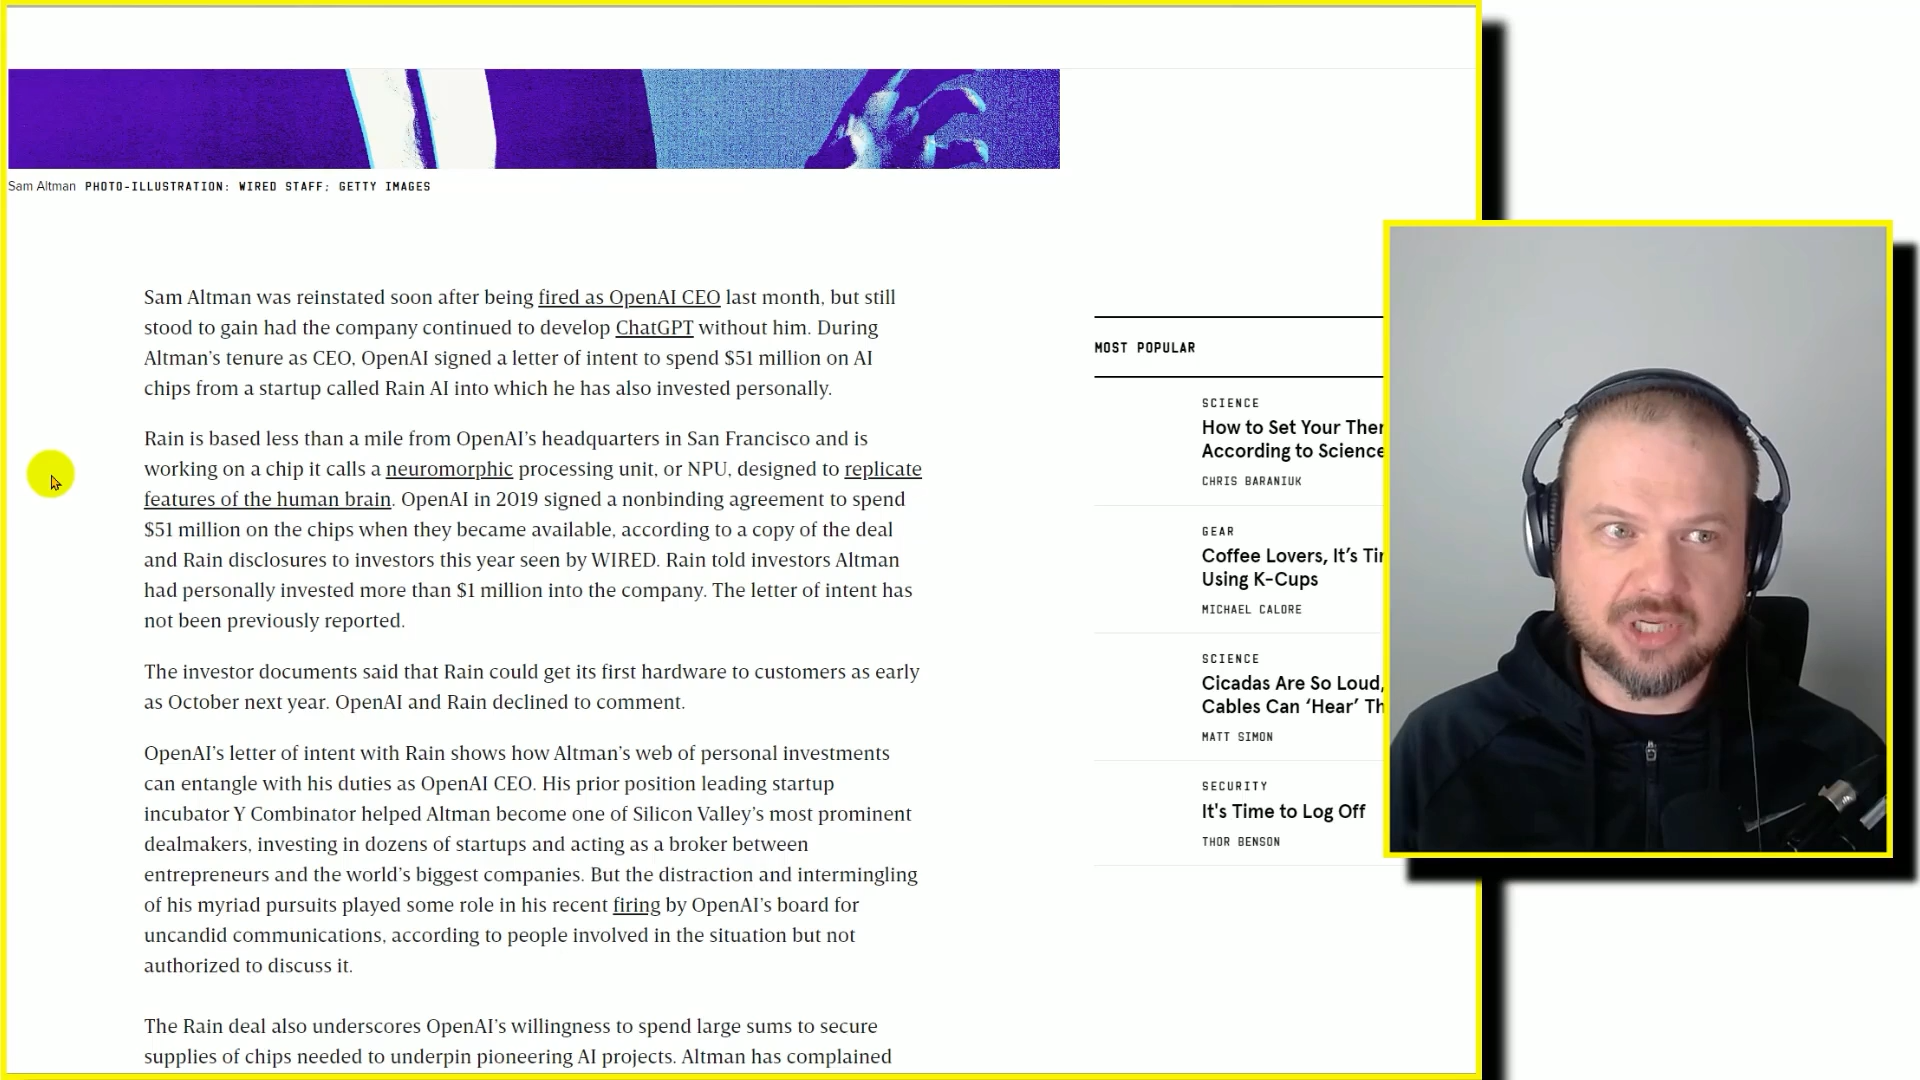 Sam Altman PHOTO-ILLUSTRATION: WIRED STAFF; GETTY IMAGES
Sam Altman was reinstated soon after being fired as OpenAI CEO last month, but still
stood to gain had the company continued to develop ChatGPT without him. During
Altman’s tenure as CEO, OpenAI signed a letter of intent to spend $51 million on AI
chips from a startup called Rain AI into which he has also invested personally.
Rain is based less than a mile from OpenAI’s headquarters in San Francisco and is
working on a chip it calls a neuromorphic processing unit, or NPU, designed to replicate
features of the human brain. OpenAI in 2019 signed a nonbinding agreement to spend
$51 million on the chips when they became available, according to a copy of the deal
and Rain disclosures to investors this year seen by WIRED. Rain told investors Altman
had personally invested more than $1 million into the company. The letter of intent has
not been previously reported.
The investor documents said that Rain could get its first hardware to customers as early
as October next year. OpenAI and Rain declined to comment.
OpenAI’s letter of intent with Rain shows how Altman’s web of personal investments
can entangle with his duties as OpenAI CEO. His prior position leading startup
incubator Y Combinator helped Altman become one of Silicon Valley’s most prominent
dealmakers, investing in dozens of startups and acting as a broker between
entrepreneurs and the world’s biggest companies. But the distraction and intermingling
of his myriad pursuits played some role in his recent firing by OpenAI’s board for
uncandid communications, according to people involved in the situation but not
authorized to discuss it.
The Rain deal also underscores OpenAI’s willingness to spend large sums to secure
supplies of chips needed to underpin pioneering AI projects. Altman has complained
MOST POPULAR
SCIENCE
How to Set Your
According to Science
CHRIS BARANIUK
GEAR
Coffee Lovers, It’s
Using K-Cups
MICHAEL CALORE
SCIENCE
Cicadas Are So Loud,
Cables Can ‘Hear’
MATT SIMON
SECURITY
It's Time to Log Off
THOR BENSON